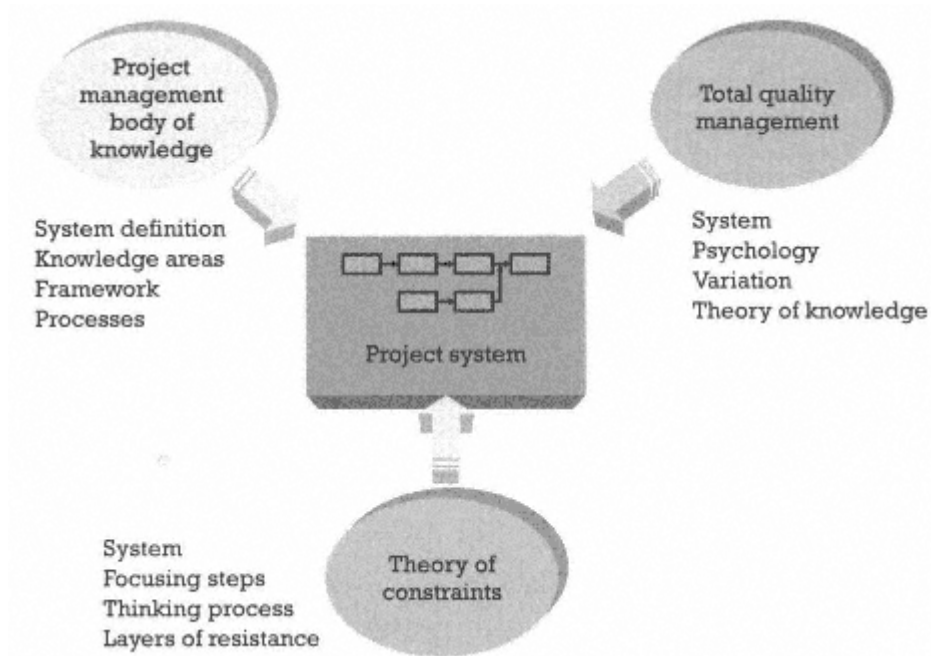 Project
management
body of
knowledge
Total quality
management
System definition
Knowledge areas
Framework
Processes
System
Psychology
Variation
Theory of knowledge
Project system
System
Focusing steps
Thinking process
Layers of resistance
Theory of
constraints